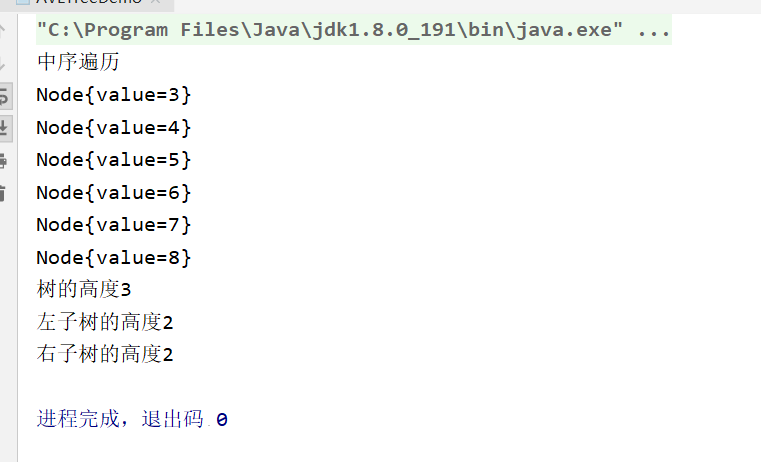 "C:\Program Files\Java\jdk1.8.0_191\bin\java.exe" ...
中序遍历
Node{value=3}
Node{value=4}
Node{value=5}
Node{value=6}
Node{value=7}
Node{value=8}
树的高度3
左子树的高度2
右子树的高度2
进程完成，退出码 0